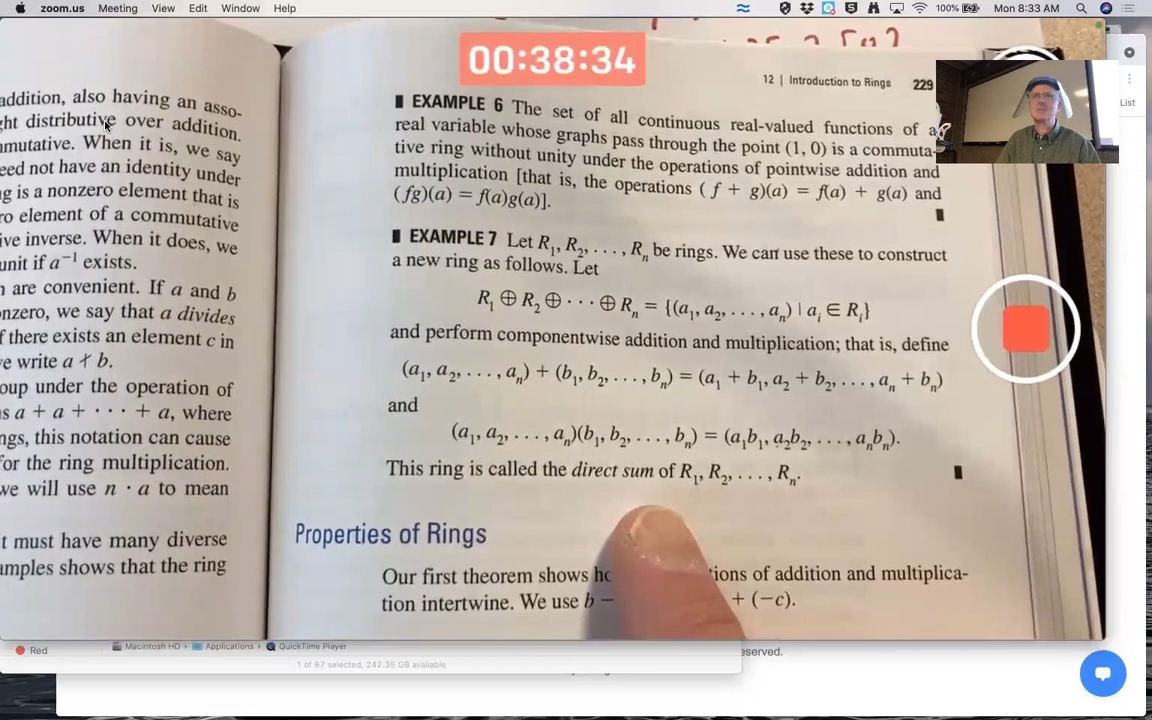 zoom.us Meeting View Edit Window Help
100% Mon 8:33 AM
00:38:34
12 | Introduction to Rings 229
List
addition, also having an asso-
ht distributive over addition.
mmutative. When it is, we say
eed not have an identity under
g is a nonzero element that is
ro element of a commutative
ive inverse. When it does, we
unit if a⁻¹ exists.
n are convenient. If a and b
onzero, we say that a divides
f there exists an element c in
e write a ∤ b.
oup under the operation of
s a + a + · · · + a, where
ngs, this notation can cause
for the ring multiplication.
we will use n · a to mean
t must have many diverse
amples shows that the ring
EXAMPLE 6 The set of all continuous real-valued functions of a
real variable whose graphs pass through the point (1, 0) is a commuta-
tive ring without unity under the operations of pointwise addition and
multiplication [that is, the operations (f + g)(a) = f(a) + g(a) and
(fg)(a) = f(a)g(a)].
EXAMPLE 7 Let R₁, R₂, . . . , Rₙ be rings. We can use these to construct
a new ring as follows. Let
R₁ ⊕ R₂ ⊕ · · · ⊕ Rₙ = {(a₁, a₂, . . . , aₙ) | aᵢ ∈ Rᵢ}
and perform componentwise addition and multiplication; that is, define
(a₁, a₂, . . . , aₙ) + (b₁, b₂, . . . , bₙ) = (a₁ + b₁, a₂ + b₂, . . . , aₙ + bₙ)
and
(a₁, a₂, . . . , aₙ)(b₁, b₂, . . . , bₙ) = (a₁b₁, a₂b₂, . . . , aₙbₙ).
This ring is called the direct sum of R₁, R₂, . . . , Rₙ.
Properties of Rings
Our first theorem shows ho ions of addition and multiplica-
tion intertwine. We use b − + (−c).
Red
Macintosh HD › Applications › QuickTime Player
1 of 87 selected, 242.35 GB available
eserved.